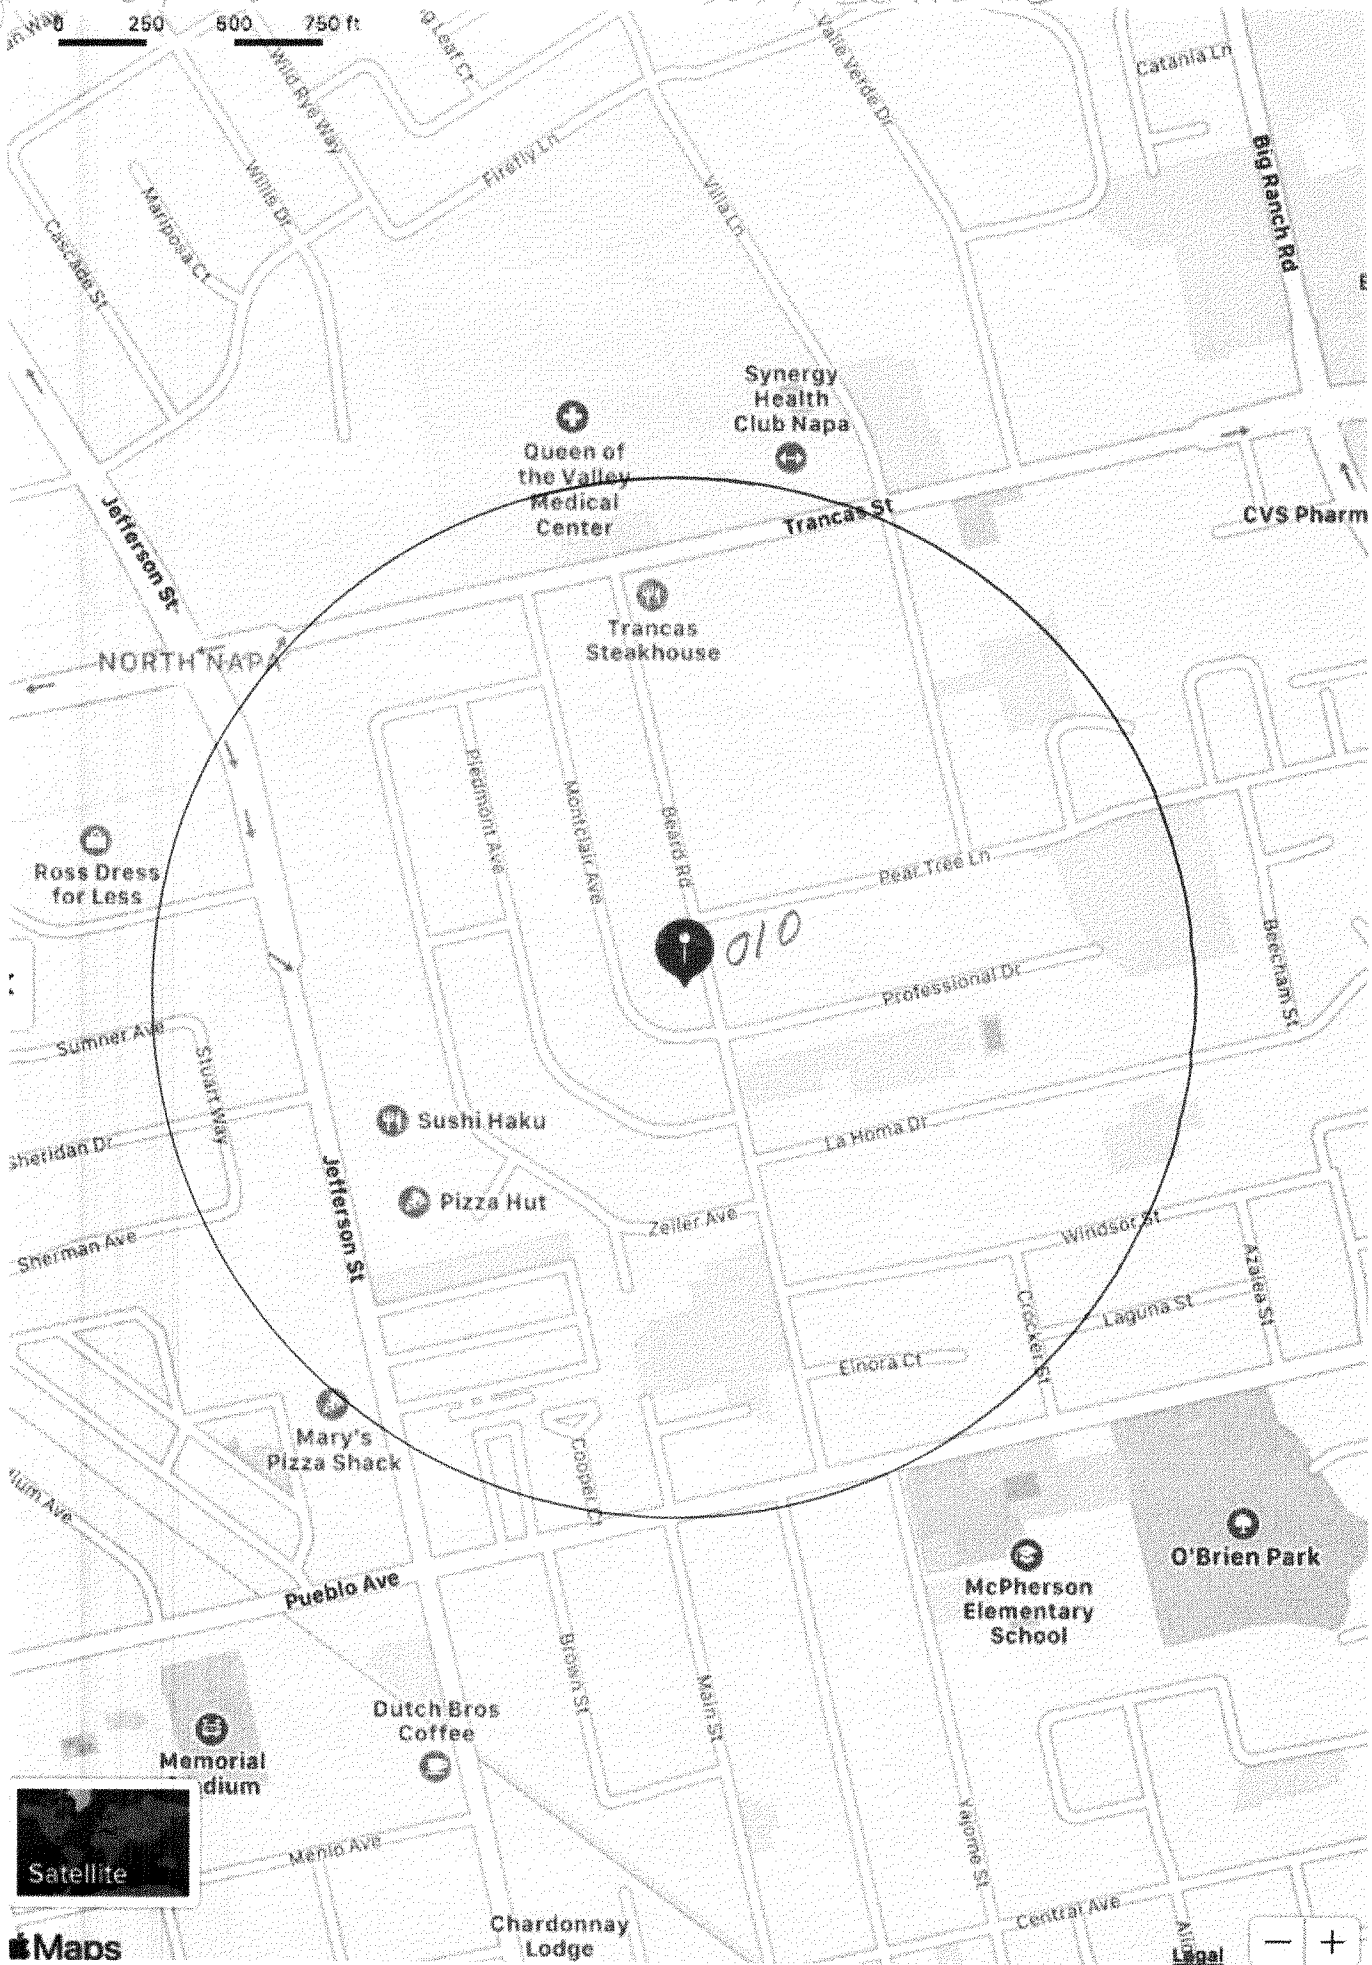 0 250 500 750 ft
Wild Rye Way
g Leaf Ct
Valle Verde Dr
Catania Ln
Firefly Ln
Willis Dr
Mariposa Ct
Cascade St
Villa Ln
Big Ranch Rd
Synergy
Health
Club Napa
Queen of
the Valley
Medical
Center
Trancas St
CVS Pharm
Jefferson St
NORTH NAPA
Trancas
Steakhouse
Piedmont Ave
Montclair Ave
Beard Rd
Pear Tree Ln
Ross Dress
for Less
010
Professional Dr
Beecham St
Sumner Ave
Stuart Way
Sheridan Dr
Sushi Haku
La Homa Dr
Jefferson St
Pizza Hut
Zeller Ave
Windsor St
Sherman Ave
Azalea St
Crocker St
Laguna St
Elnora Ct
Mary's
Pizza Shack
Cooper Ct
dium Ave
O'Brien Park
Pueblo Ave
McPherson
Elementary
School
Brown St
Main St
Dutch Bros
Coffee
Memorial
dium
Yajome St
Menlo Ave
Satellite
Central Ave
Chardonnay
Lodge
Maps
Legal
− +